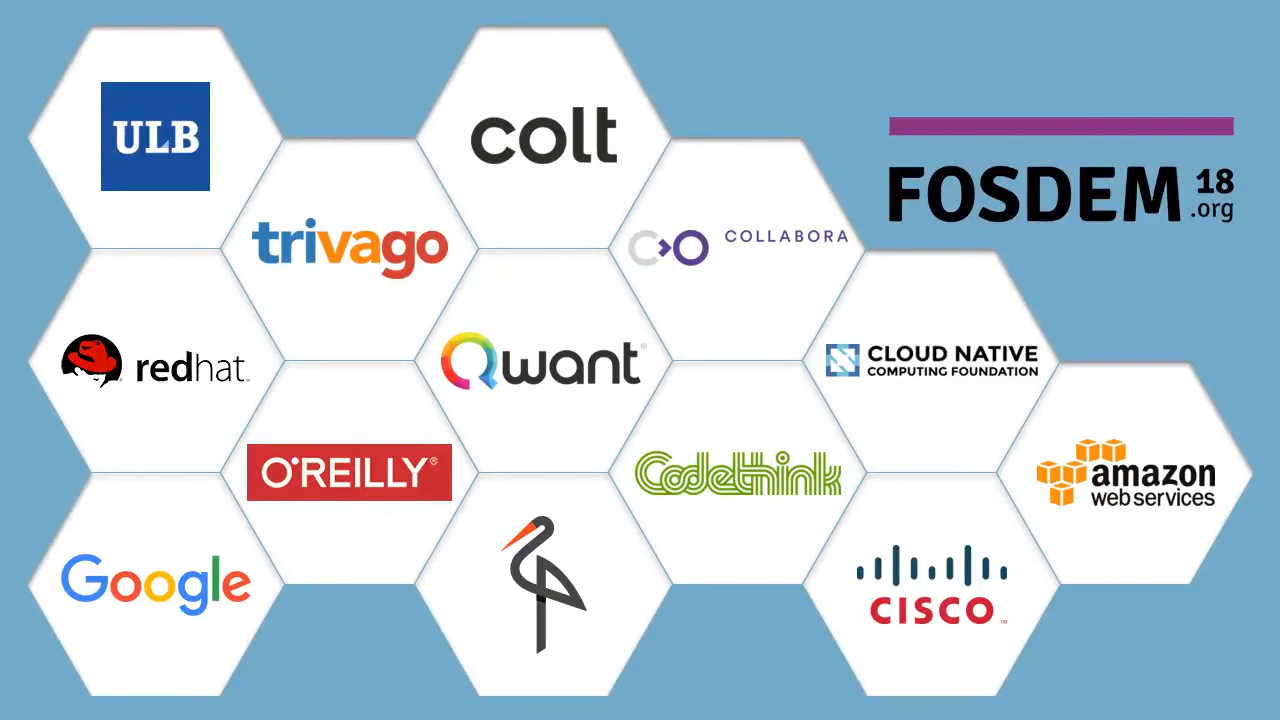 ULB
colt
FOSDEM 18
.org
trivago
COLLABORA
redhat.
Qwant®
CLOUD NATIVE
COMPUTING FOUNDATION
O'REILLY®
Codethink
amazon
web services
Google
CISCO™